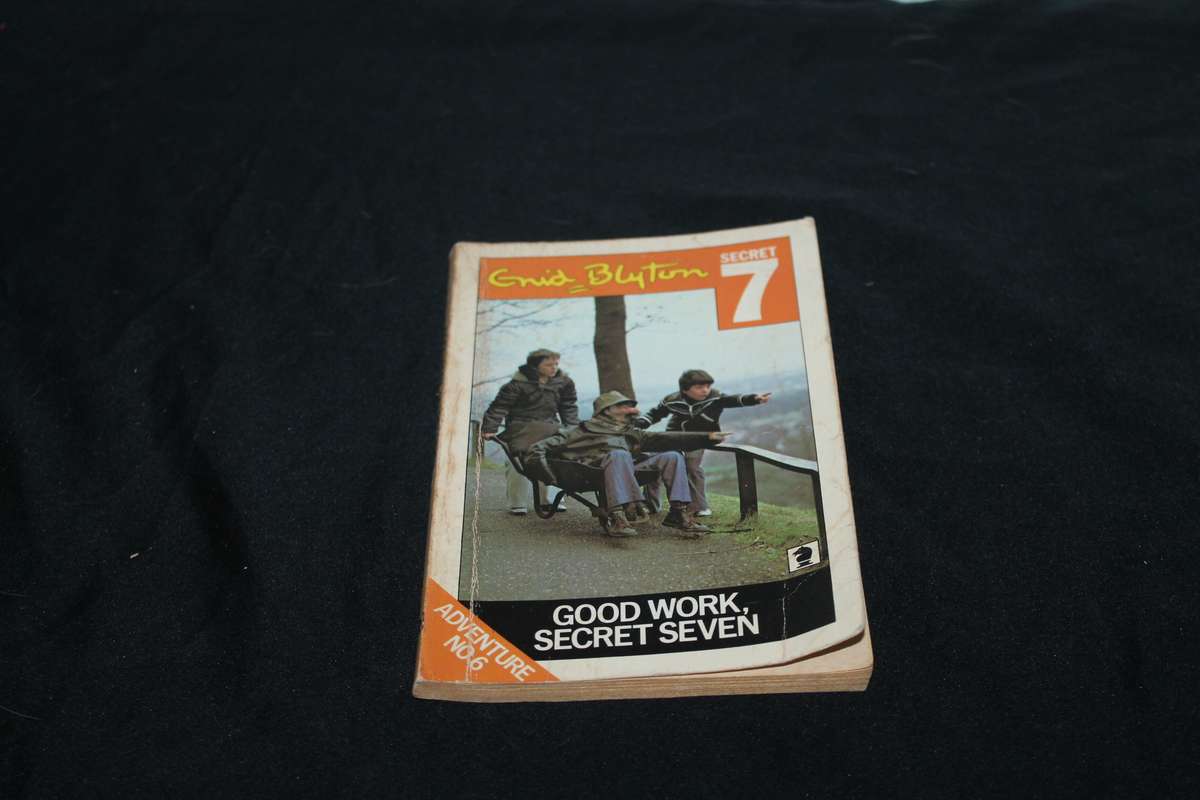 Enid Blyton
SECRET
7
GOOD WORK,
SECRET SEVEN
ADVENTURE
NO.6